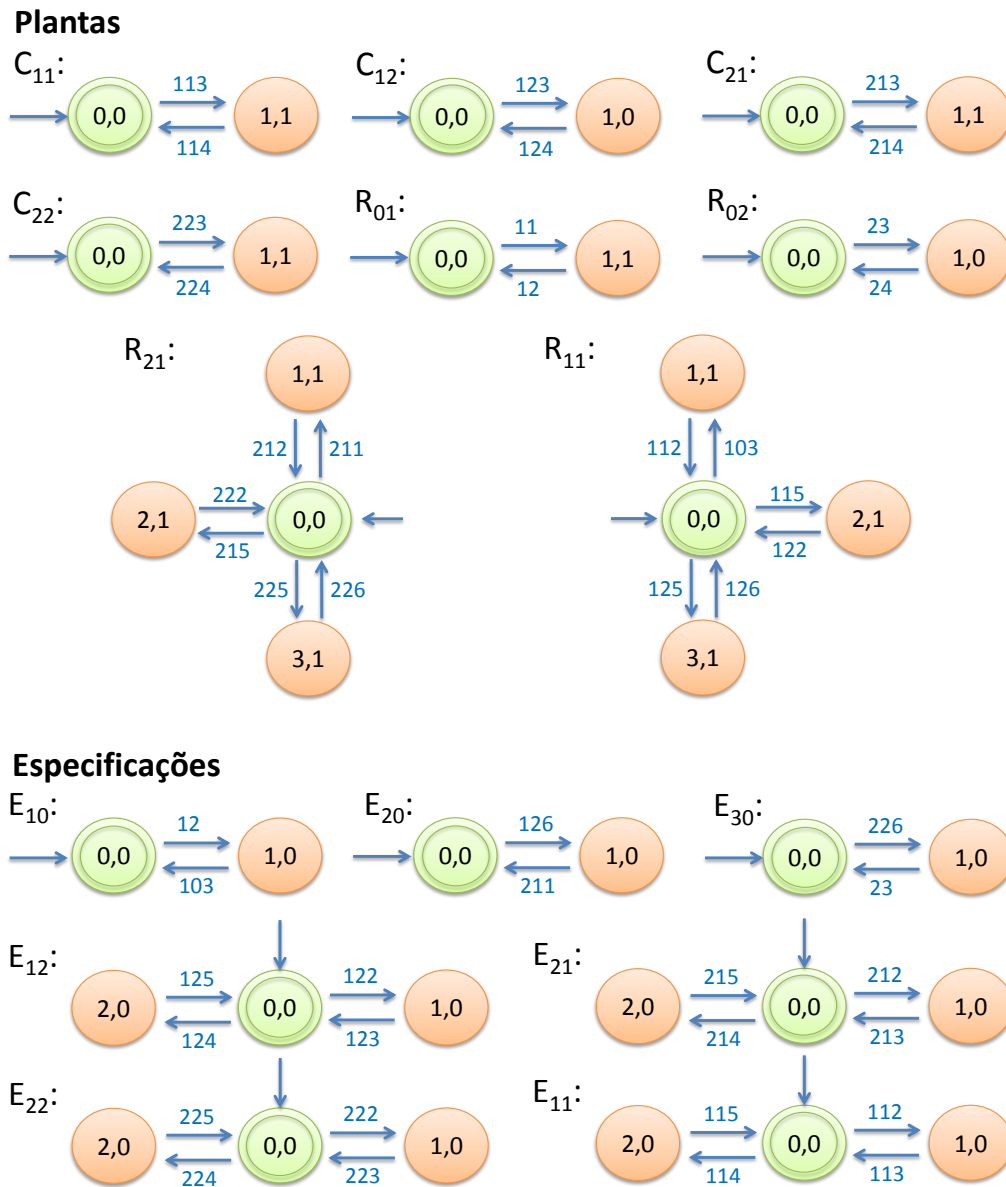 Plantas
C11: C12: C21:
0,0 113 114 1,1
0,0 123 124 1,0
0,0 213 214 1,1
C22: R01: R02:
0,0 223 224 1,1
0,0 11 12 1,1
0,0 23 24 1,0
R21:
1,1
212 211
2,1 222 215 0,0
225 226
3,1
R11:
1,1
112 103
0,0 115 122 2,1
125 126
3,1
Especificações
E10: E20: E30:
0,0 12 103 1,0
0,0 126 211 1,0
0,0 226 23 1,0
E12:
2,0 125 124 0,0 122 123 1,0
E21:
2,0 215 214 0,0 212 213 1,0
E22:
2,0 225 224 0,0 222 223 1,0
E11:
2,0 115 114 0,0 112 113 1,0